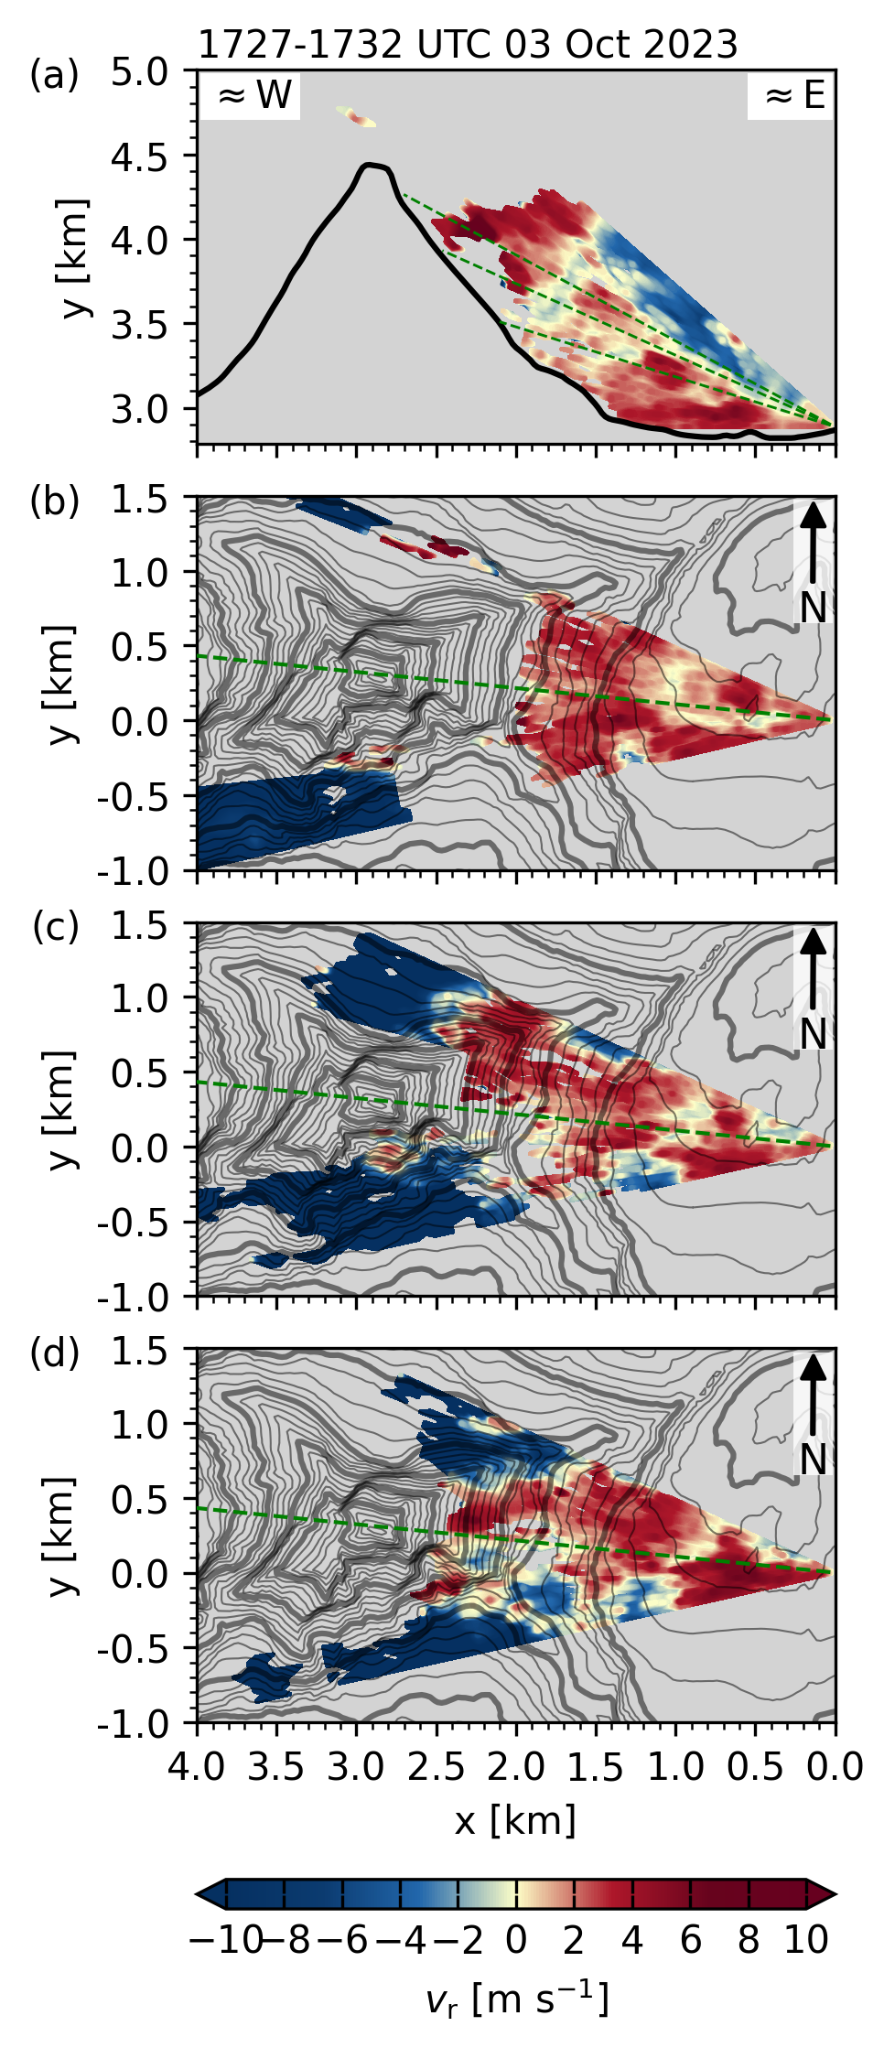 1727-1732 UTC 03 Oct 2023
(a)
≈ W
≈ E
5.0
4.5
4.0
3.5
3.0
y [km]
(b)
1.5
1.0
0.5
0.0
-0.5
-1.0
y [km]
N
(c)
1.5
1.0
0.5
0.0
-0.5
-1.0
y [km]
N
(d)
1.5
1.0
0.5
0.0
-0.5
-1.0
y [km]
N
4.0 3.5 3.0 2.5 2.0 1.5 1.0 0.5 0.0
x [km]
−10 −8 −6 −4 −2 0 2 4 6 8 10
vr [m s−1]